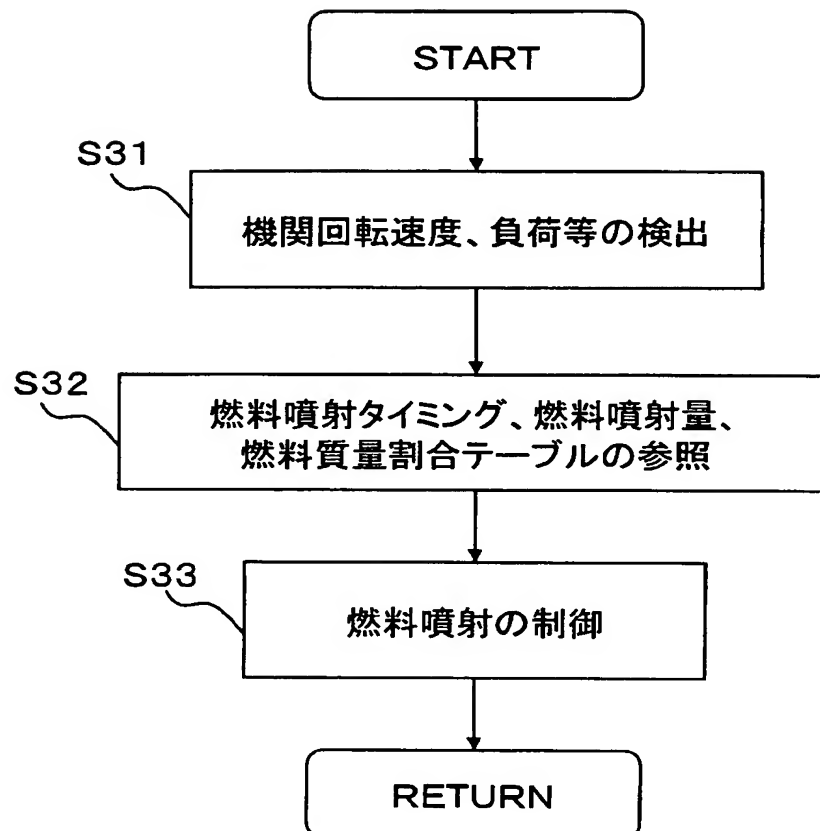 START
S31
機関回転速度、負荷等の検出
S32
燃料噴射タイミング、燃料噴射量、
燃料質量割合テーブルの参照
S33
燃料噴射の制御
RETURN